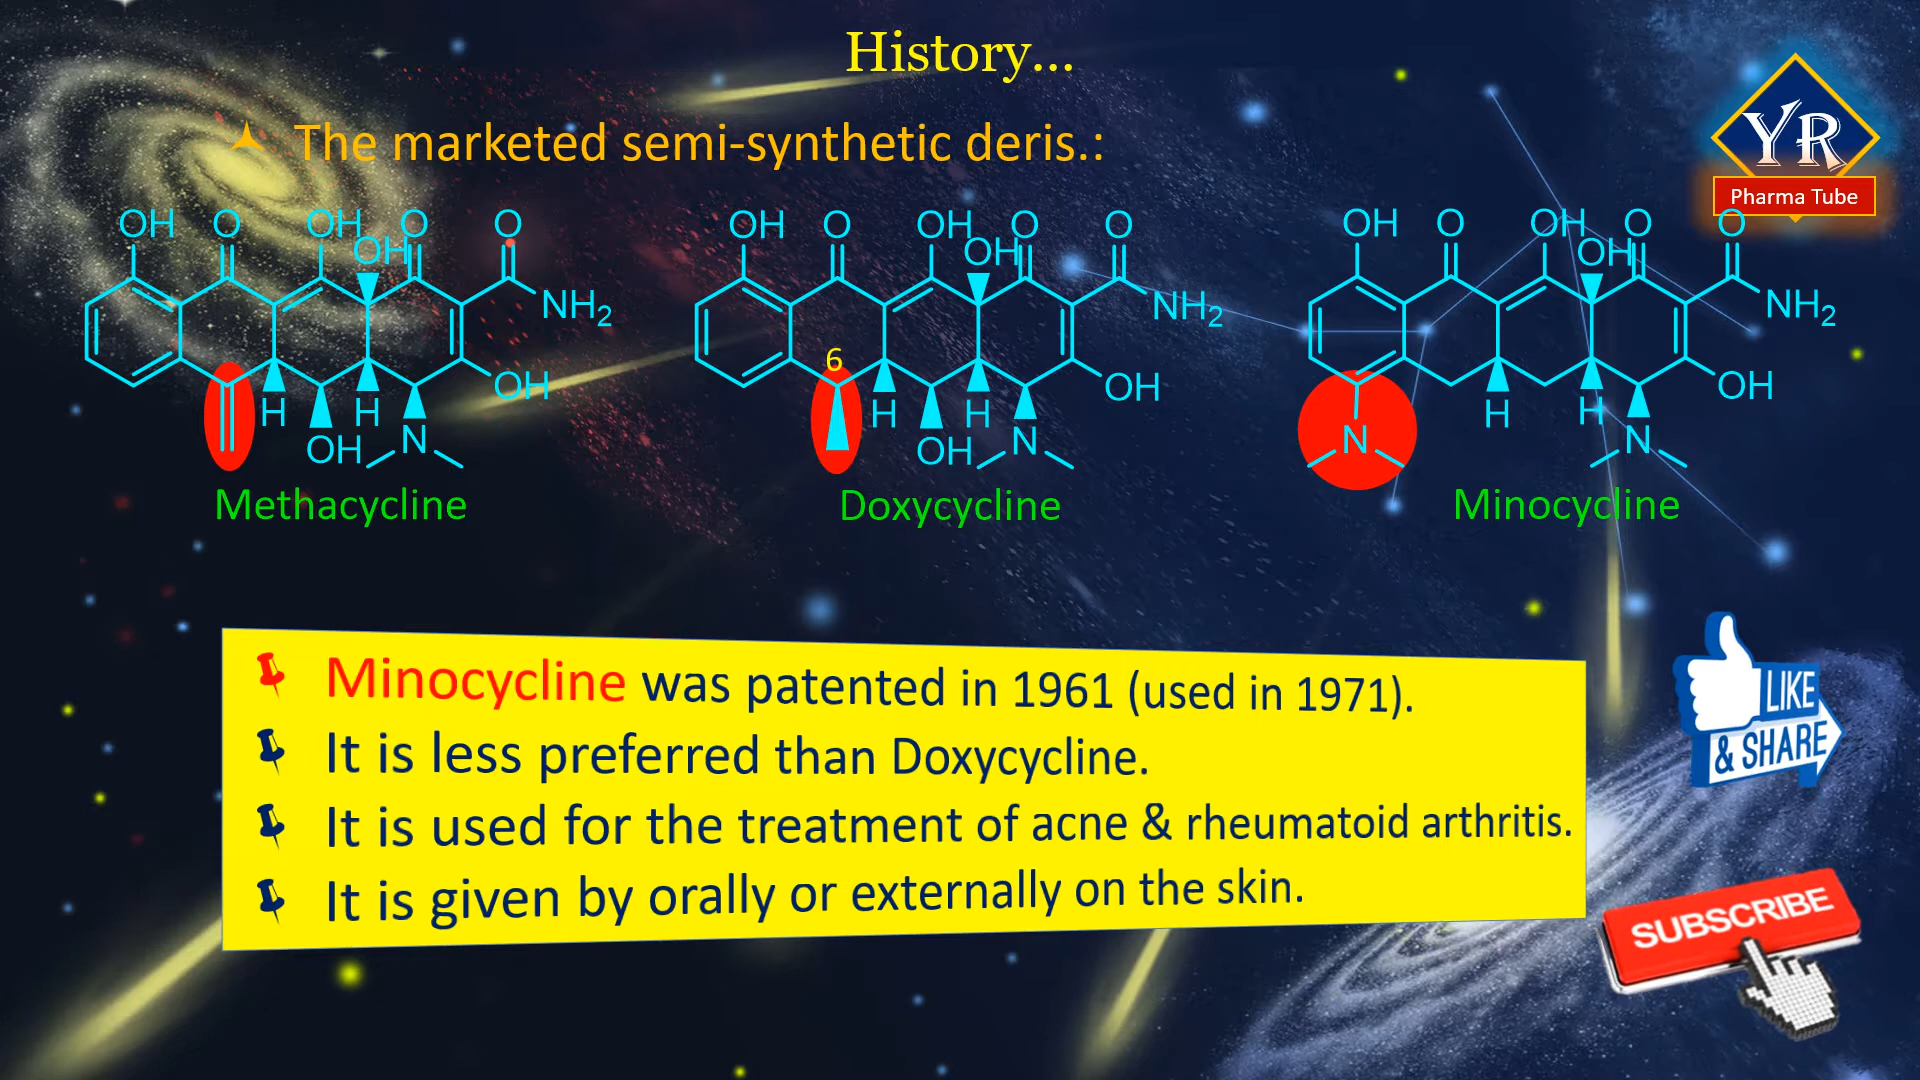 History...
The marketed semi-synthetic deris.:
YR
Pharma Tube
OH O OH OH O O NH2 OH H OH H N
Methacycline
OH O OH OH O O NH2 OH 6 H OH H N
Doxycycline
OH O OH OH O O NH2 OH N H H N
Minocycline
Minocycline was patented in 1961 (used in 1971).
It is less preferred than Doxycycline.
It is used for the treatment of acne & rheumatoid arthritis.
It is given by orally or externally on the skin.
LIKE
& SHARE
SUBSCRIBE